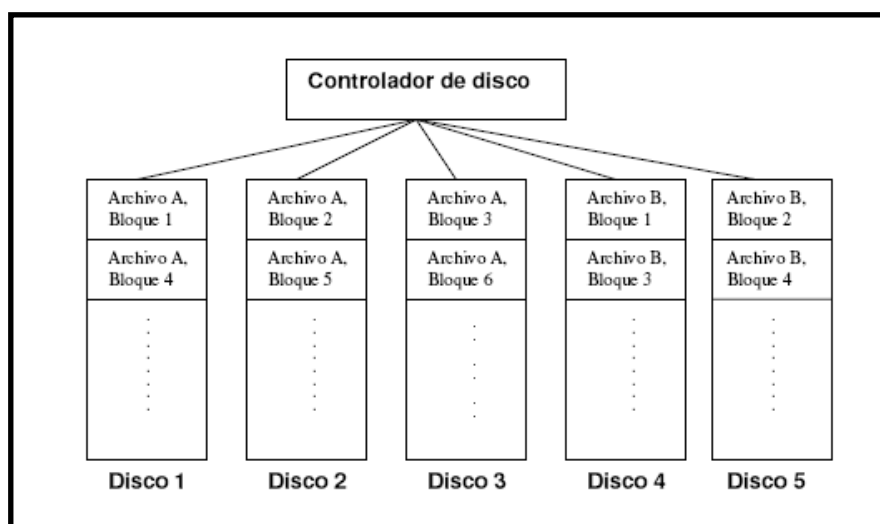 Controlador de disco
Archivo A,
Bloque 1
Archivo A,
Bloque 2
Archivo A,
Bloque 3
Archivo B,
Bloque 1
Archivo B,
Bloque 2
Archivo A,
Bloque 4
Archivo A,
Bloque 5
Archivo A,
Bloque 6
Archivo B,
Bloque 3
Archivo B,
Bloque 4
Disco 1
Disco 2
Disco 3
Disco 4
Disco 5